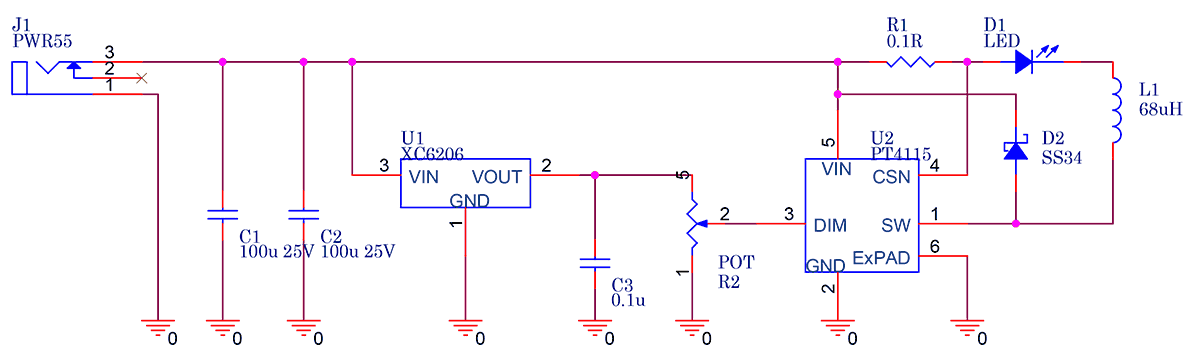 J1
PWR55
3
2
1
R1
0.1R
D1
LED
L1
68uH
U1
XC6206
3
VIN
VOUT
2
GND
1
5
U2
PT4115
VIN
CSN
4
D2
SS34
5
2
3
DIM
SW
1
ExPAD
6
GND
2
C1
100u 25V
C2
100u 25V
C3
0.1u
1
POT
R2
0
0
0
0
0
0
0
0